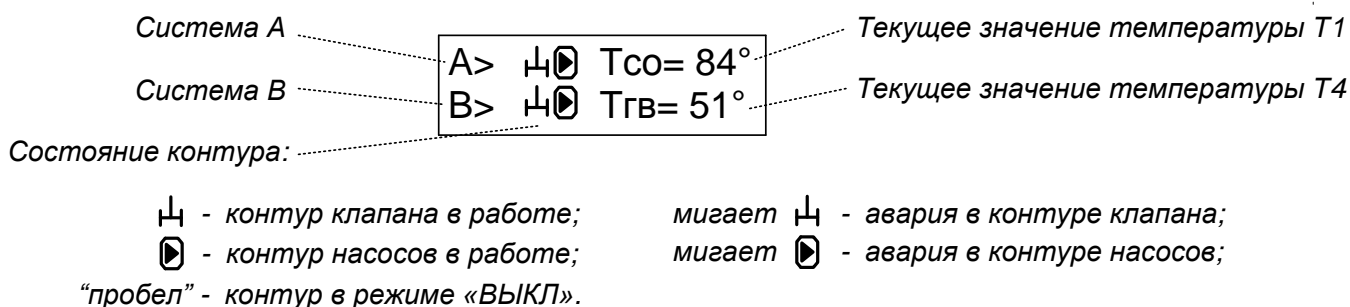 Система А
Система В
Состояние контура:
А> Тсо= 84°
В> Тгв= 51°
Текущее значение температуры Т1
Текущее значение температуры Т4
- контур клапана в работе;
мигает - авария в контуре клапана;
- контур насосов в работе;
мигает - авария в контуре насосов;
"пробел" - контур в режиме «ВЫКЛ».